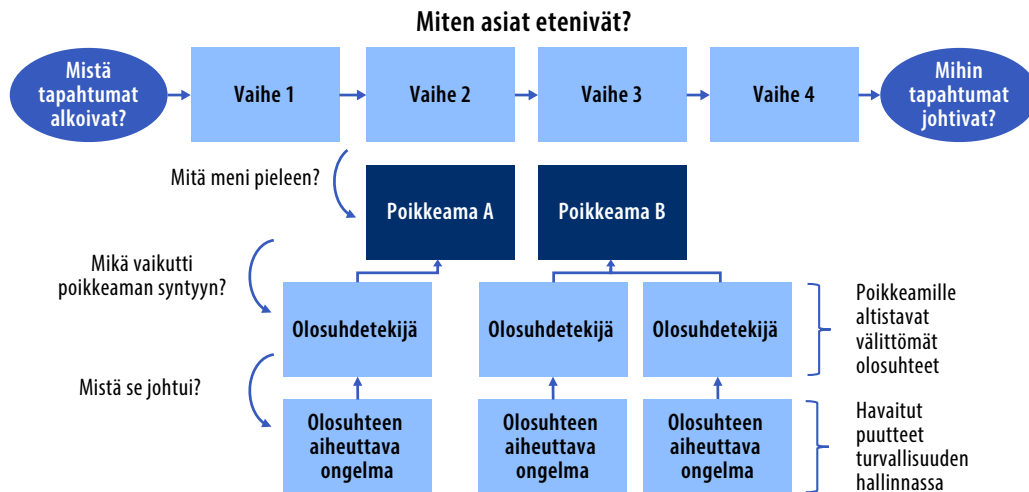 Miten asiat etenivät?
Mistä
tapahtumat
alkoivat?
Vaihe 1
Vaihe 2
Vaihe 3
Vaihe 4
Mihin
tapahtumat
johtivat?
Mitä meni pieleen?
Poikkeama A
Poikkeama B
Mikä vaikutti
poikkeaman syntyyn?
Olosuhdetekijä
Olosuhdetekijä
Olosuhdetekijä
Poikkeamille
altistavat
välittömät
olosuhteet
Mistä se johtui?
Olosuhteen
aiheuttava
ongelma
Olosuhteen
aiheuttava
ongelma
Olosuhteen
aiheuttava
ongelma
Havaitut
puutteet
turvallisuuden
hallinnassa